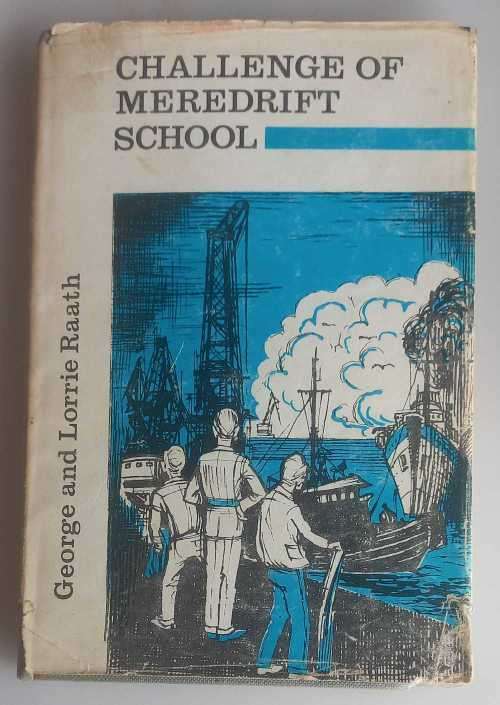 CHALLENGE OF
MEREDRIFT
SCHOOL
George and Lorrie Raath